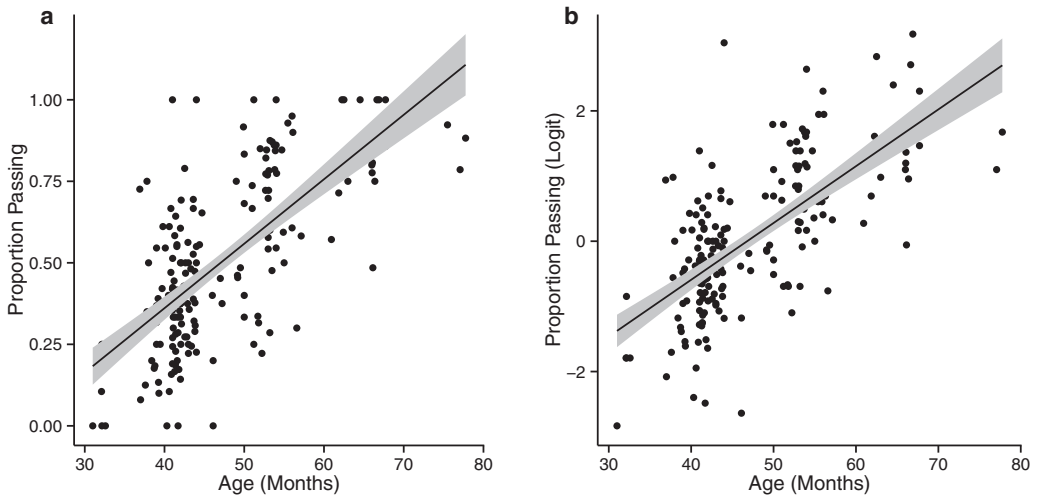 a
Proportion Passing
1.00
0.75
0.50
0.25
0.00
30 40 50 60 70 80
Age (Months)
b
Proportion Passing (Logit)
2
0
−2
30 40 50 60 70 80
Age (Months)